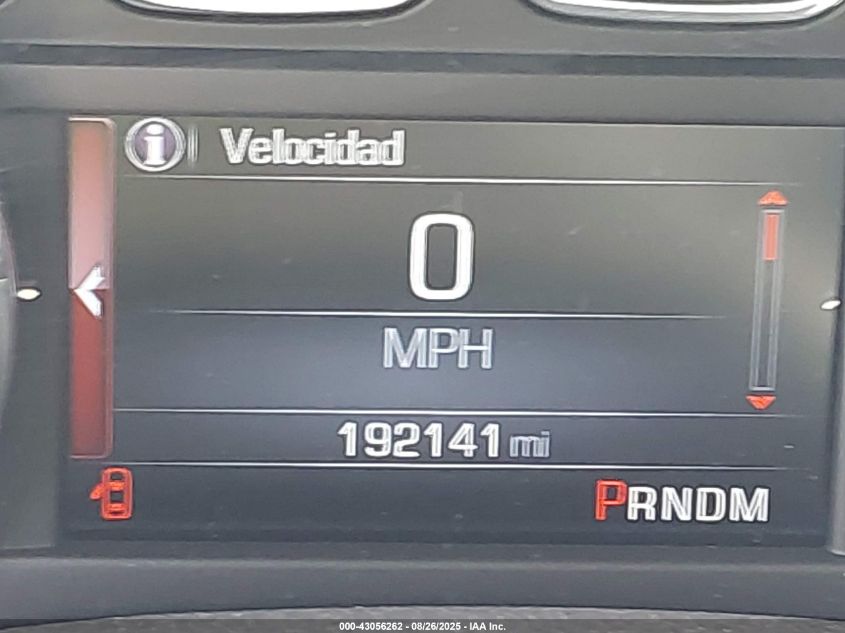 i Velocidad
0
MPH
192141 mi
PRNDM
000-43056262 - 08/26/2025 - IAA Inc.